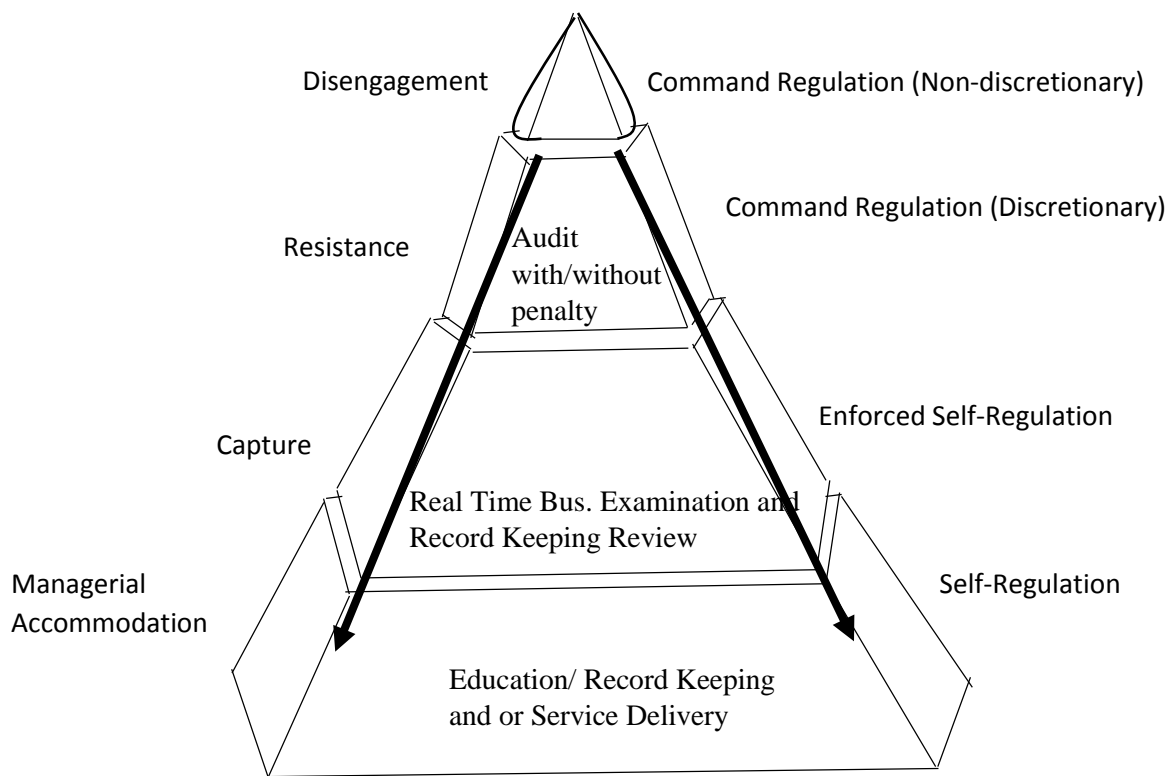 Disengagement
Command Regulation (Non-discretionary)
Command Regulation (Discretionary)
Resistance
Audit
with/without
penalty
Enforced Self-Regulation
Capture
Real Time Bus. Examination and
Record Keeping Review
Managerial
Accommodation
Self-Regulation
Education/ Record Keeping
and or Service Delivery